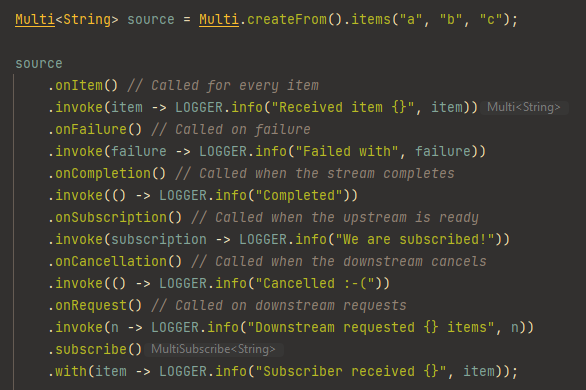 Multi<String> source = Multi.createFrom().items("a", "b", "c");
source
.onItem() // Called for every item
.invoke(item -> LOGGER.info("Received item {}", item)) Multi<String>
.onFailure() // Called on failure
.invoke(failure -> LOGGER.info("Failed with", failure))
.onCompletion() // Called when the stream completes
.invoke(() -> LOGGER.info("Completed"))
.onSubscription() // Called when the upstream is ready
.invoke(subscription -> LOGGER.info("We are subscribed!"))
.onCancellation() // Called when the downstream cancels
.invoke(() -> LOGGER.info("Cancelled :-("))
.onRequest() // Called on downstream requests
.invoke(n -> LOGGER.info("Downstream requested {} items", n))
.subscribe() MultiSubscribe<String>
.with(item -> LOGGER.info("Subscriber received {}", item));